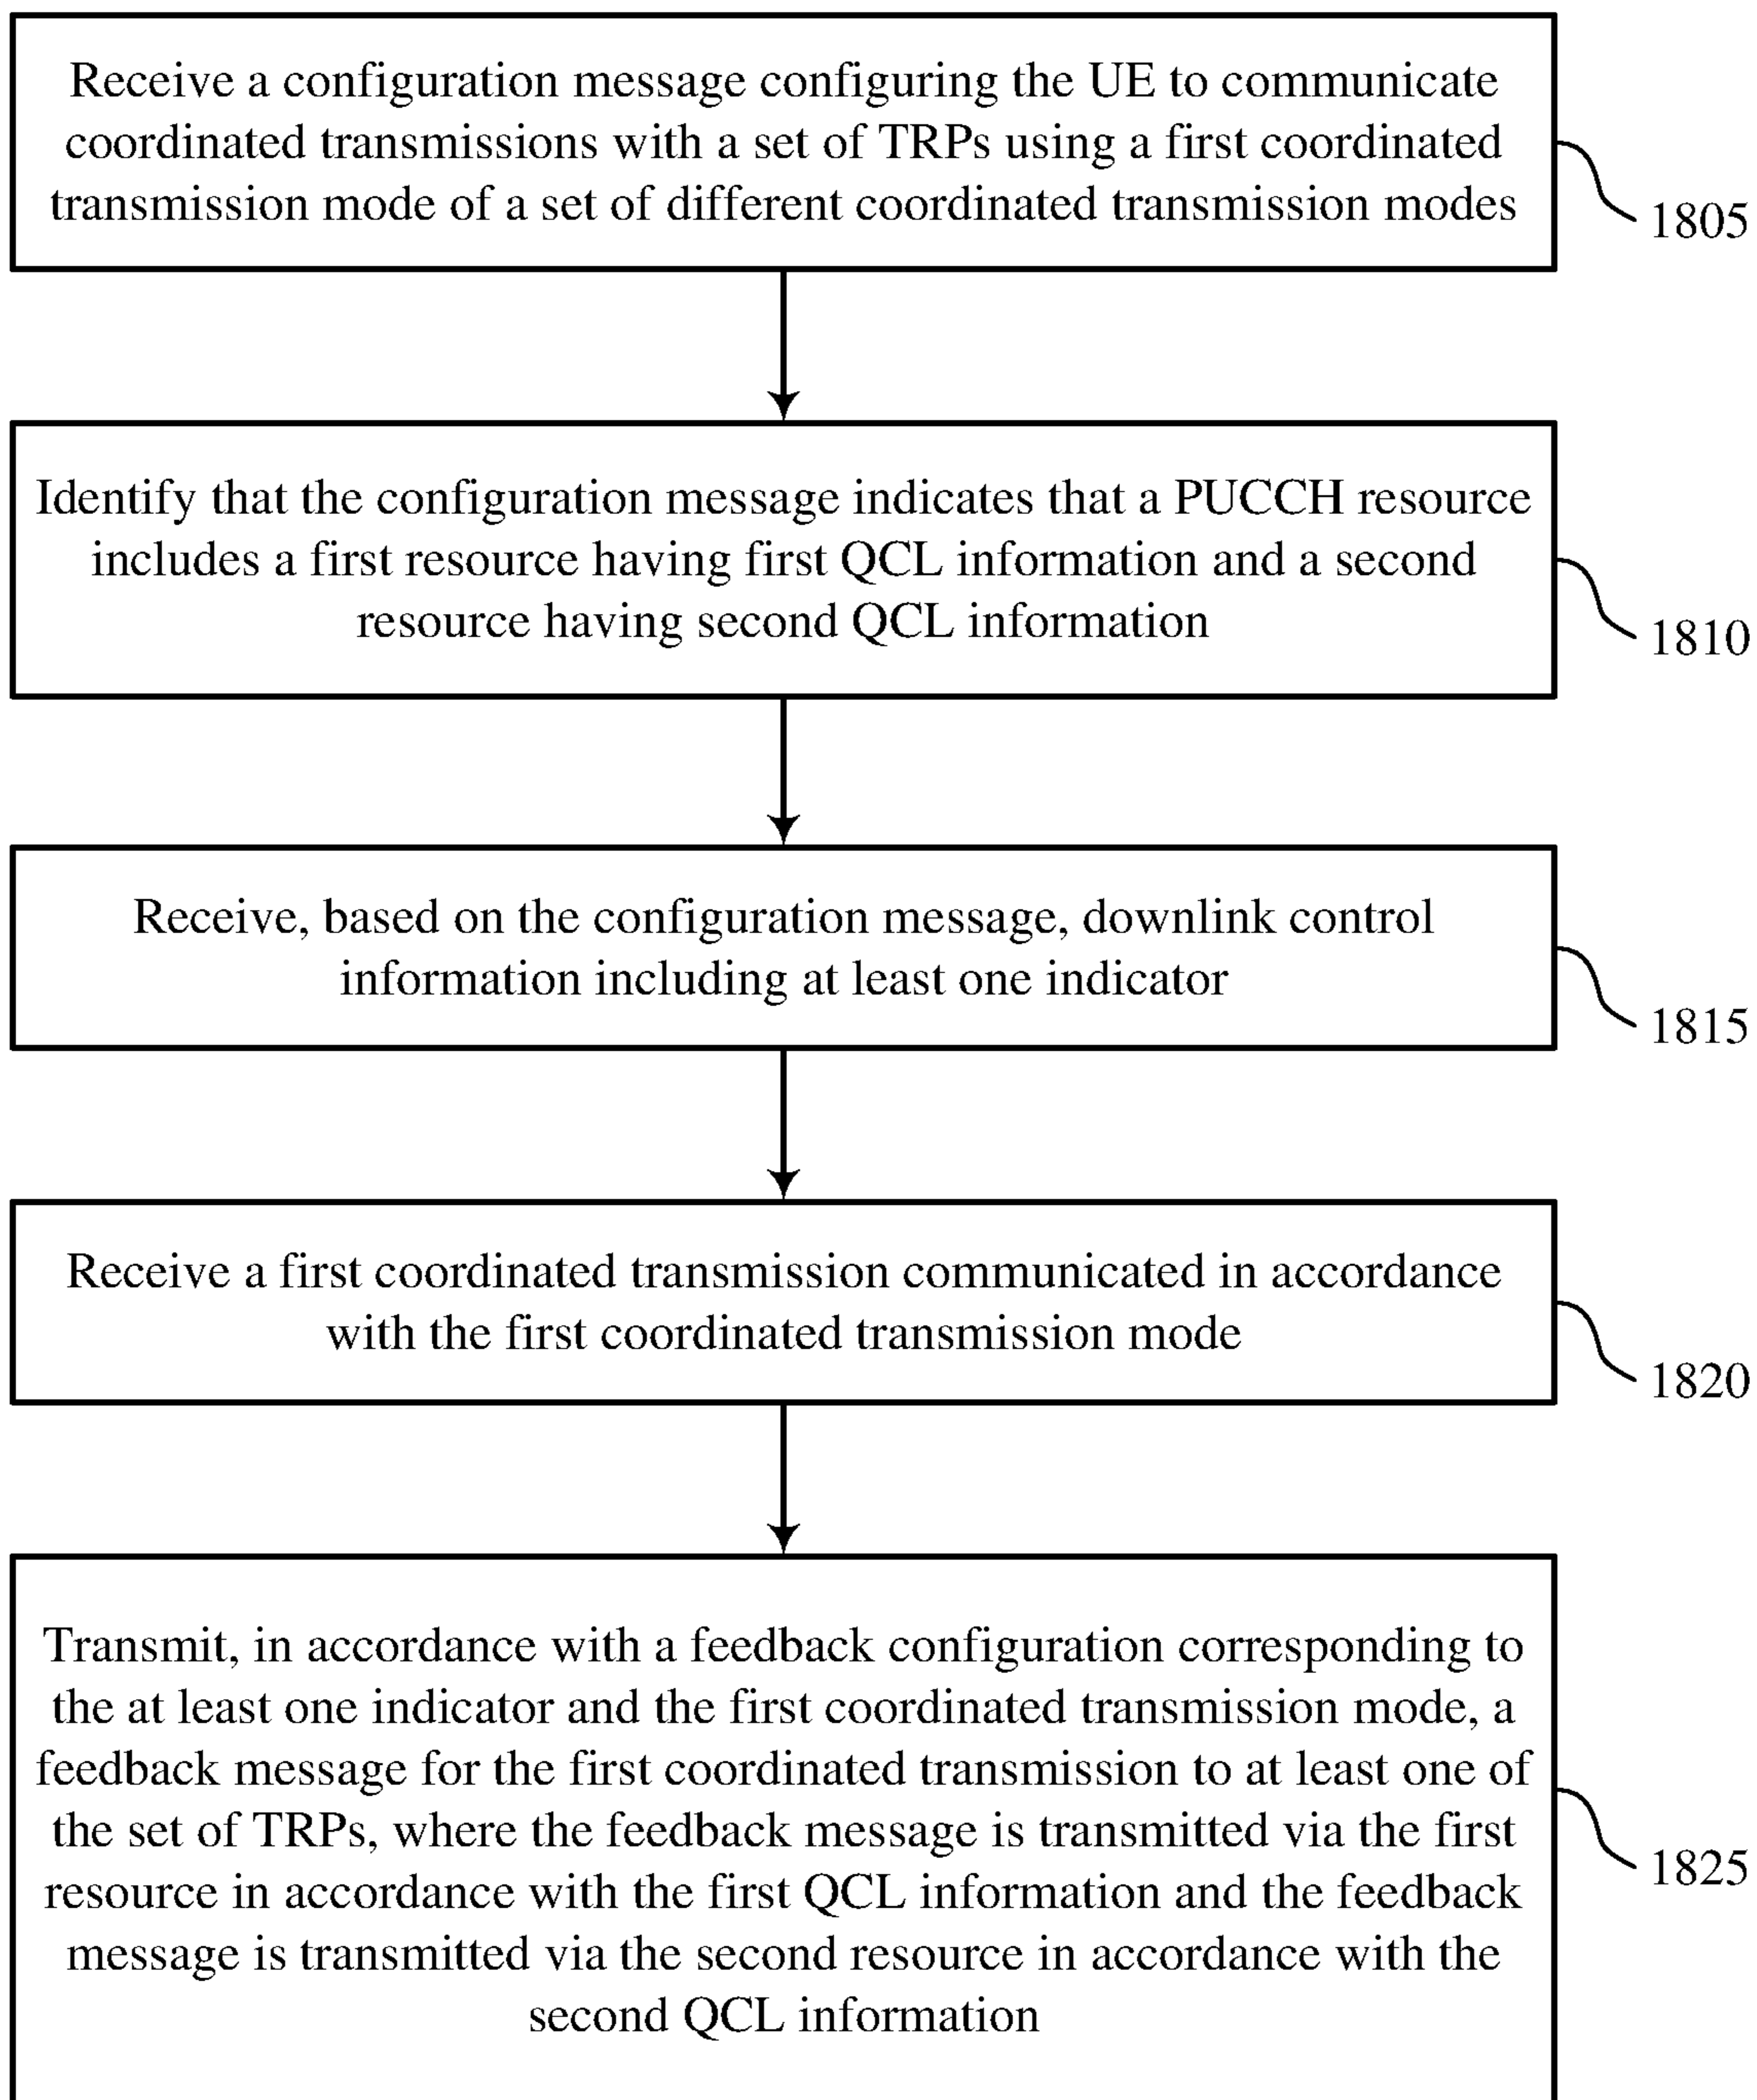 Receive a configuration message configuring the UE to communicate
coordinated transmissions with a set of TRPs using a first coordinated
transmission mode of a set of different coordinated transmission modes
1805
Identify that the configuration message indicates that a PUCCH resource
includes a first resource having first QCL information and a second
resource having second QCL information
1810
Receive, based on the configuration message, downlink control
information including at least one indicator
1815
Receive a first coordinated transmission communicated in accordance
with the first coordinated transmission mode
1820
Transmit, in accordance with a feedback configuration corresponding to
the at least one indicator and the first coordinated transmission mode, a
feedback message for the first coordinated transmission to at least one of
the set of TRPs, where the feedback message is transmitted via the first
resource in accordance with the first QCL information and the feedback
message is transmitted via the second resource in accordance with the
second QCL information
1825